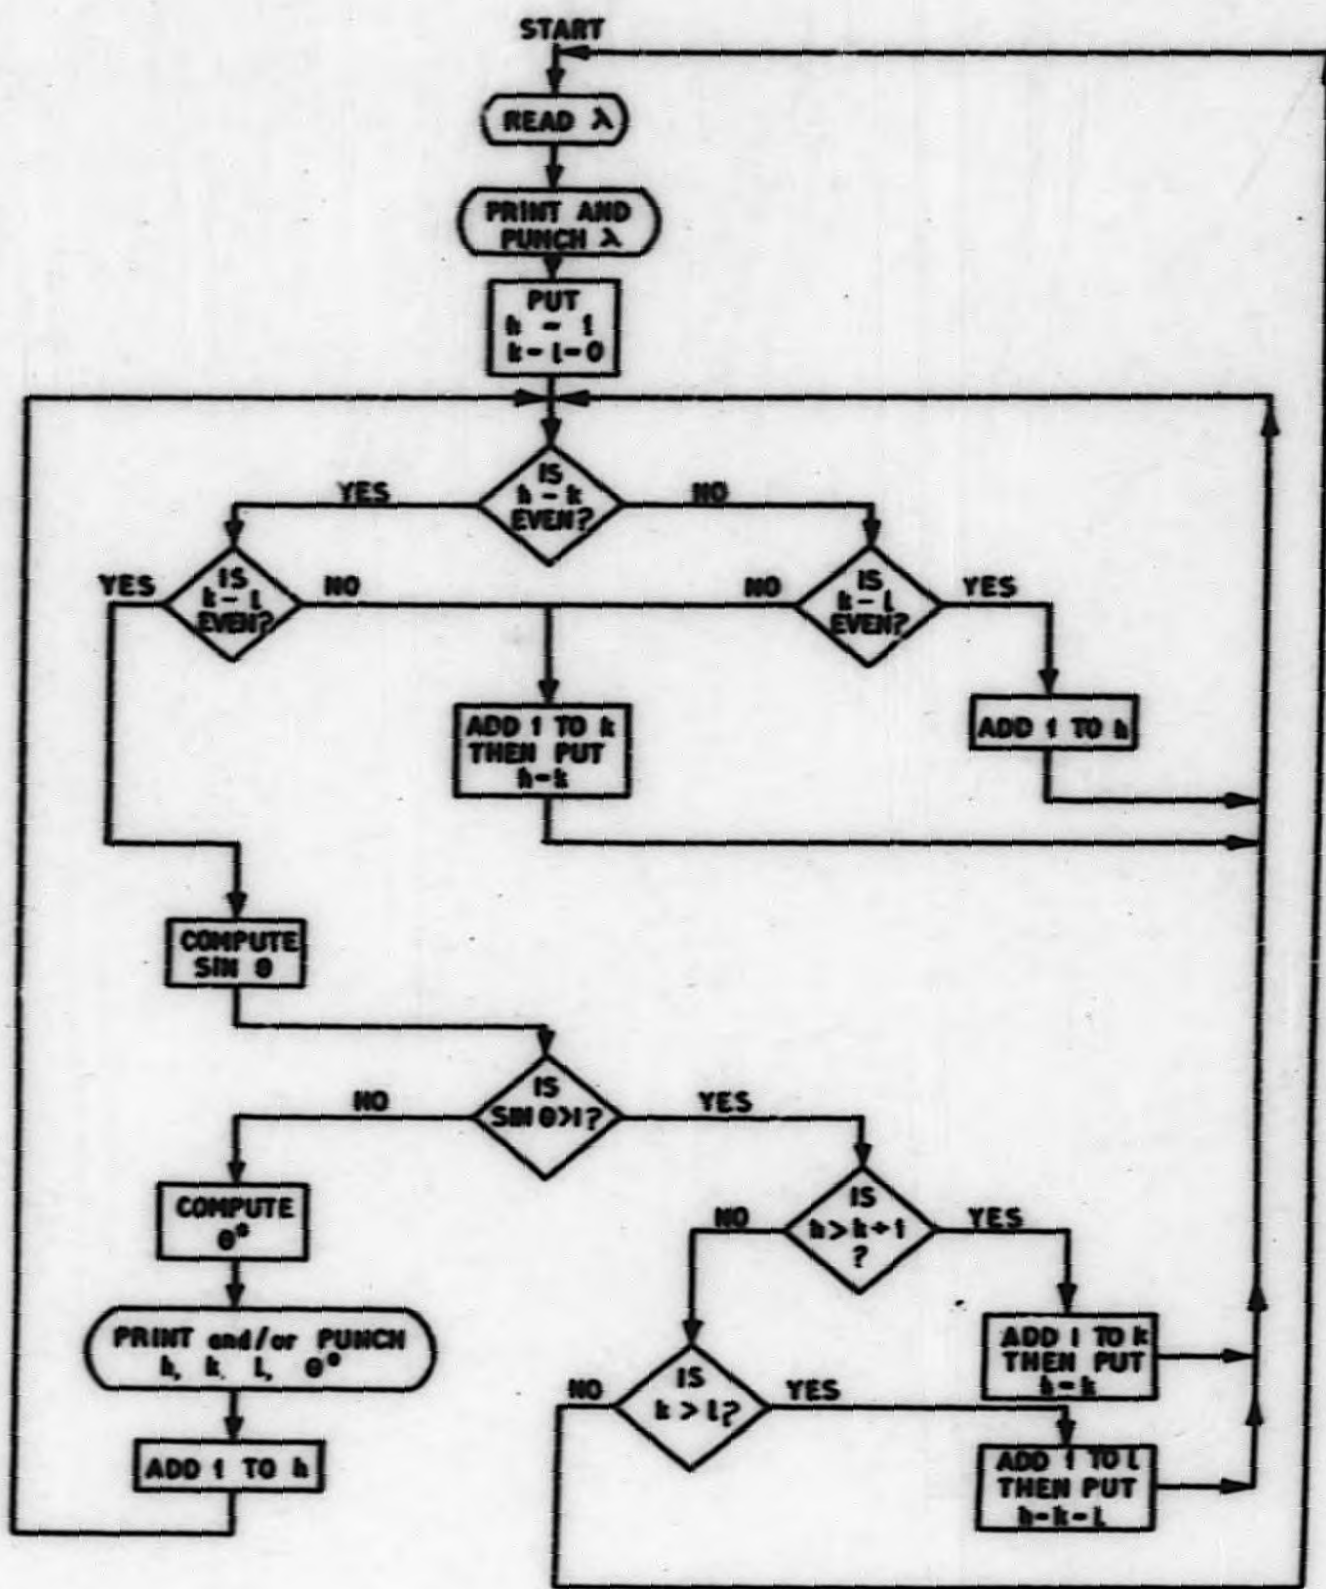 START
READ λ
PRINT AND
PUNCH λ
PUT
h - 1
k - l - 0
IS
h - k
EVEN?
YES
NO
IS
k - l
EVEN?
YES
NO
IS
k - l
EVEN?
NO
YES
ADD 1 TO k
THEN PUT
h - k
ADD 1 TO h
COMPUTE
SIN θ
IS
SIN θ>1?
NO
YES
COMPUTE
θ°
IS
h > k + 1
?
NO
YES
PRINT and/or PUNCH
h, k, l, θ°
ADD 1 TO k
THEN PUT
h - k
IS
k > l?
NO
YES
ADD 1 TO h
ADD 1 TO l
THEN PUT
h - k - l